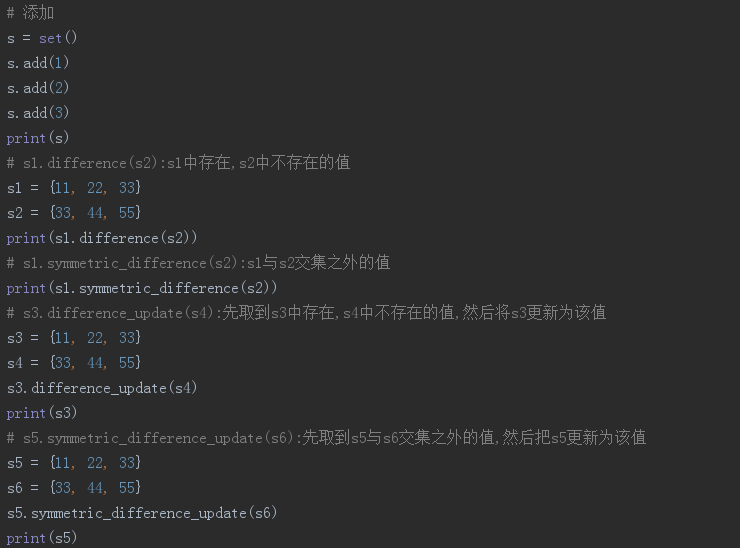 # 添加
s = set()
s.add(1)
s.add(2)
s.add(3)
print(s)
# s1.difference(s2):s1中存在,s2中不存在的值
s1 = {11, 22, 33}
s2 = {33, 44, 55}
print(s1.difference(s2))
# s1.symmetric_difference(s2):s1与s2交集之外的值
print(s1.symmetric_difference(s2))
# s3.difference_update(s4):先取到s3中存在,s4中不存在的值,然后将s3更新为该值
s3 = {11, 22, 33}
s4 = {33, 44, 55}
s3.difference_update(s4)
print(s3)
# s5.symmetric_difference_update(s6):先取到s5与s6交集之外的值,然后把s5更新为该值
s5 = {11, 22, 33}
s6 = {33, 44, 55}
s5.symmetric_difference_update(s6)
print(s5)